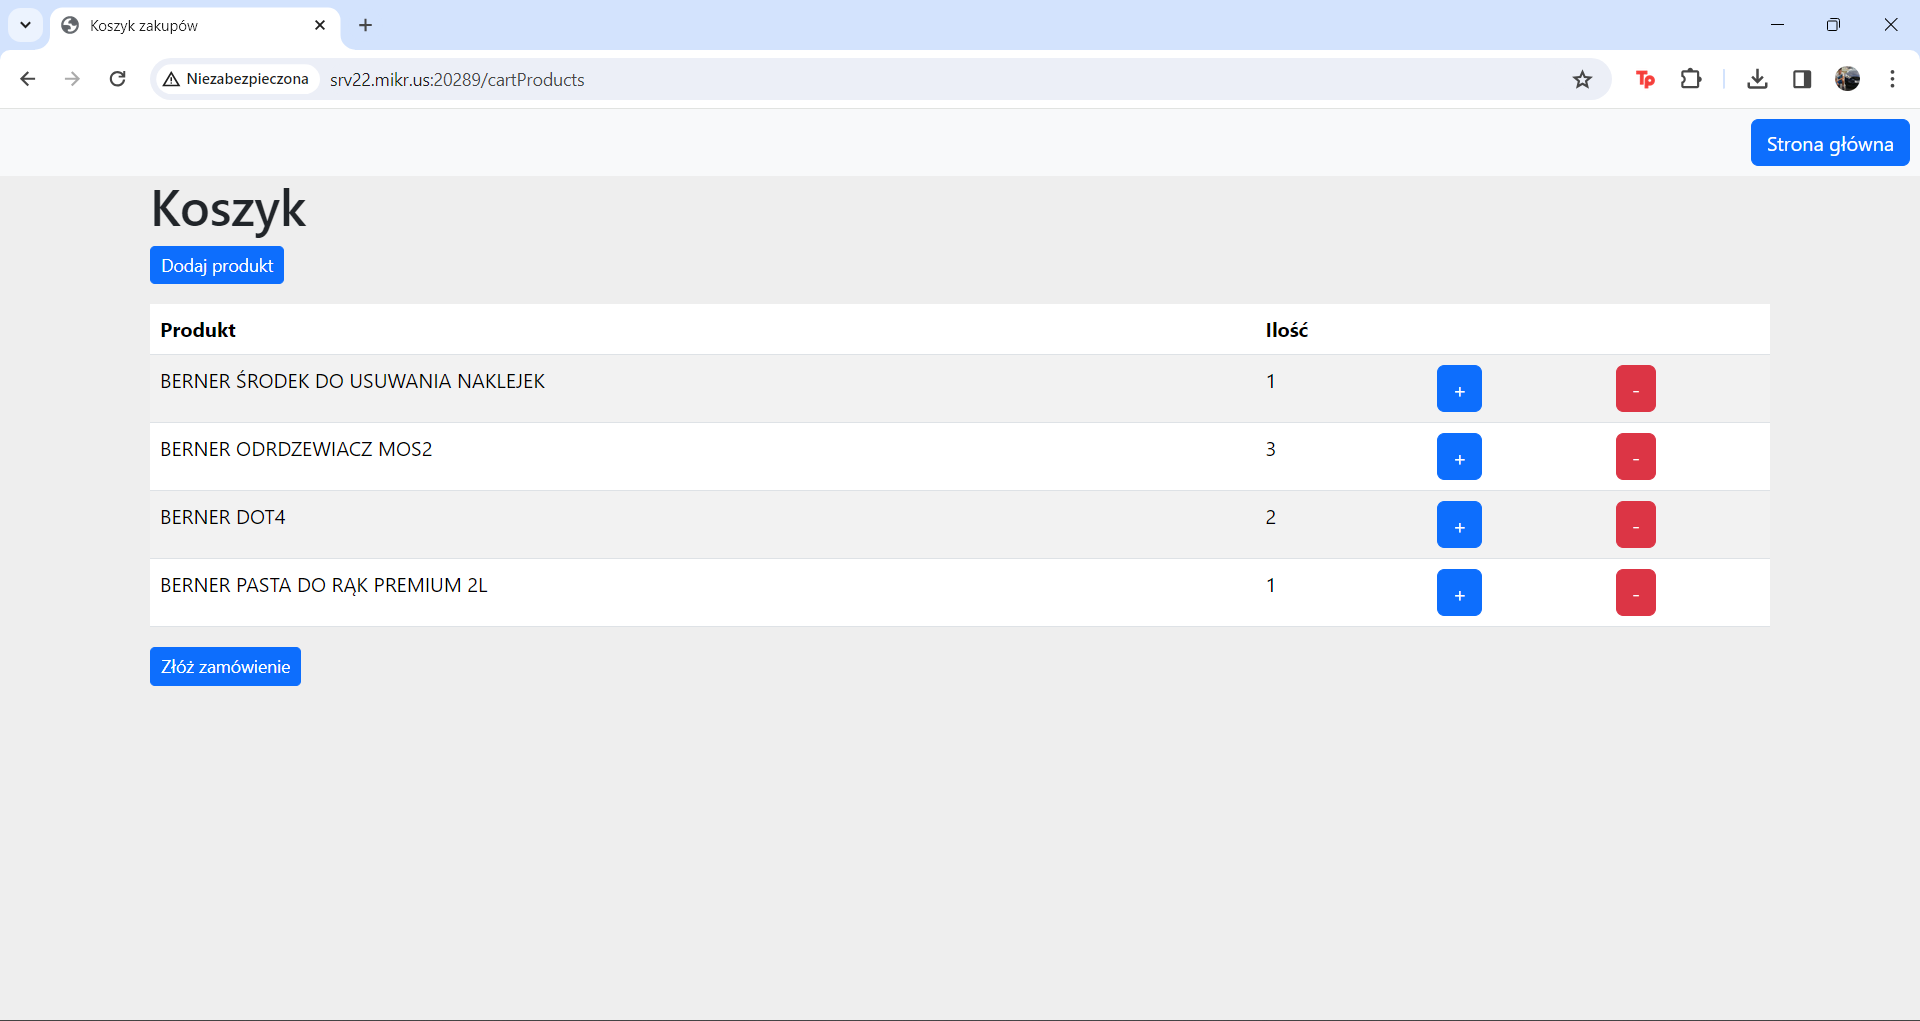 Koszyk zakupów
Niezabezpieczona srv22.mikr.us:20289/cartProducts
Tp
Strona główna
Koszyk
Dodaj produkt
Produkt Ilość
BERNER ŚRODEK DO USUWANIA NAKLEJEK 1 + -
BERNER ODRDZEWIACZ MOS2 3 + -
BERNER DOT4 2 + -
BERNER PASTA DO RĄK PREMIUM 2L 1 + -
Złóż zamówienie